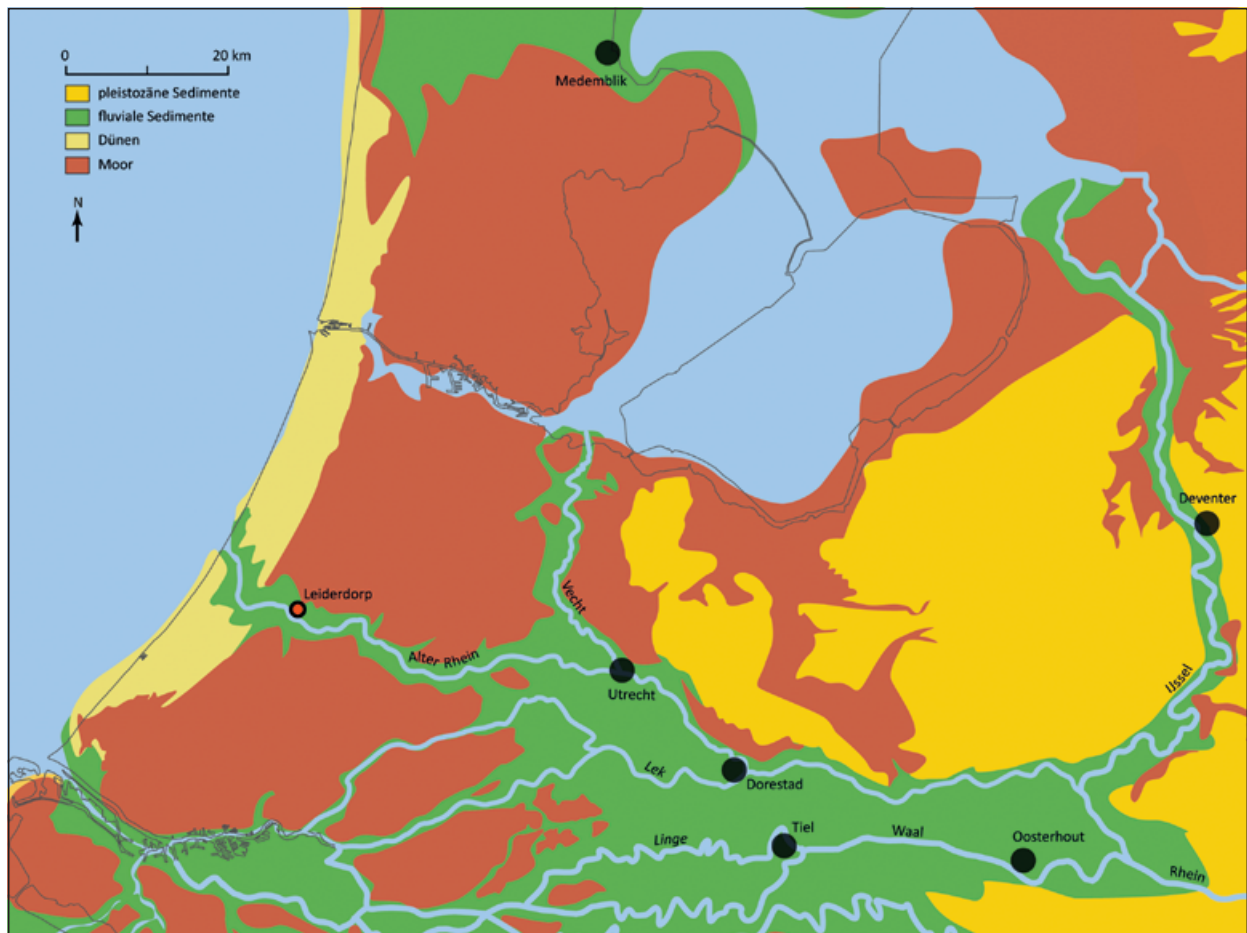 0 20 km
pleistozäne Sedimente
fluviale Sedimente
Dünen
Moor
N
Medemblik
Deventer
Leiderdorp
Vecht
Alter Rhein
Utrecht
IJssel
Lek
Dorestad
Linge
Tiel
Waal
Oosterhout
Rhein